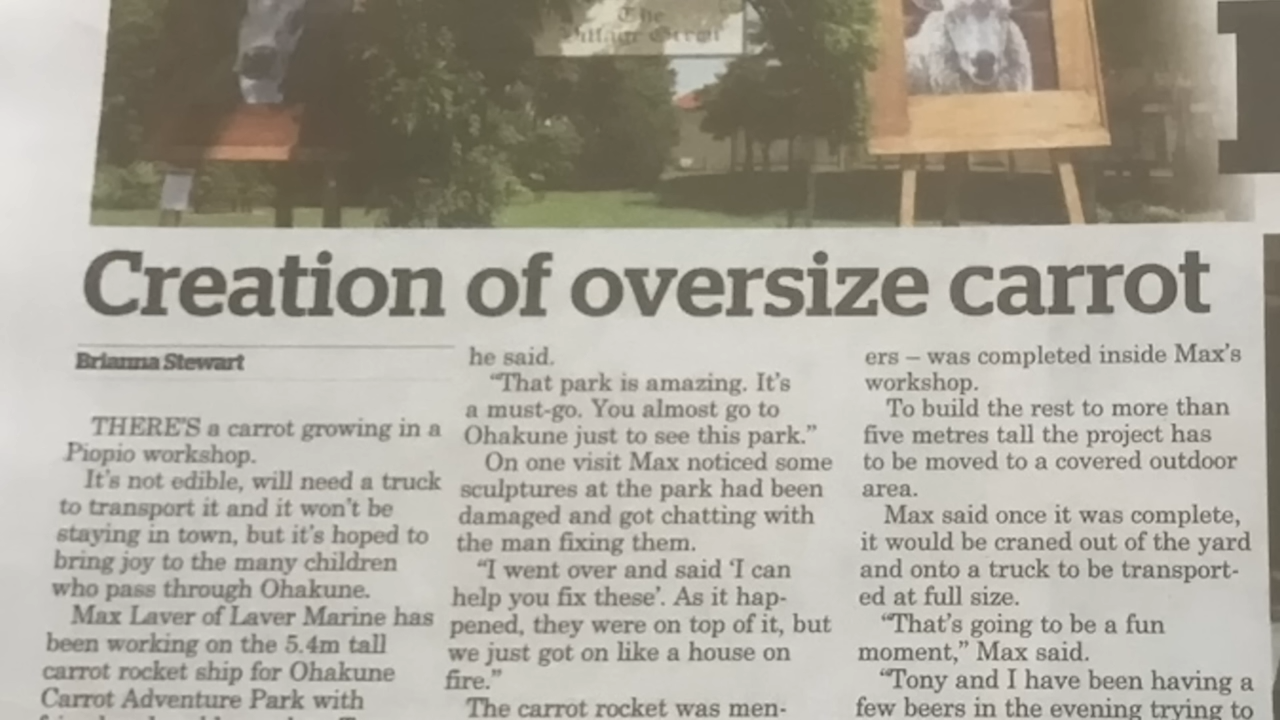 The
Village Green
Creation of oversize carrot
Brianna Stewart
THERE'S a carrot growing in a
Piopio workshop.
It's not edible, will need a truck
to transport it and it won't be
staying in town, but it's hoped to
bring joy to the many children
who pass through Ohakune.
Max Laver of Laver Marine has
been working on the 5.4m tall
carrot rocket ship for Ohakune
Carrot Adventure Park with
he said.
“That park is amazing. It's
a must-go. You almost go to
Ohakune just to see this park.”
On one visit Max noticed some
sculptures at the park had been
damaged and got chatting with
the man fixing them.
“I went over and said ‘I can
help you fix these’. As it hap-
pened, they were on top of it, but
we just got on like a house on
fire.”
The carrot rocket was men-
ers – was completed inside Max's
workshop.
To build the rest to more than
five metres tall the project has
to be moved to a covered outdoor
area.
Max said once it was complete,
it would be craned out of the yard
and onto a truck to be transport-
ed at full size.
“That's going to be a fun
moment,” Max said.
“Tony and I have been having a
few beers in the evening trying to